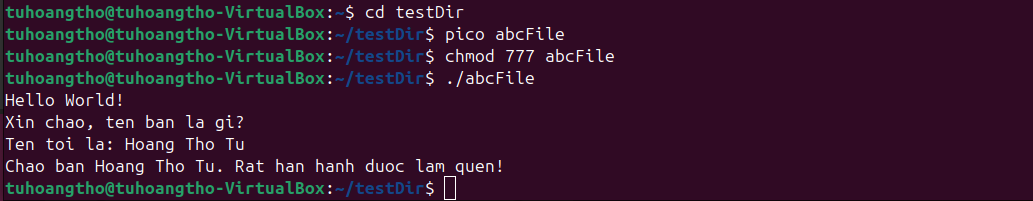 tuhoangtho@tuhoangtho-VirtualBox:~$ cd testDir
tuhoangtho@tuhoangtho-VirtualBox:~/testDir$ pico abcFile
tuhoangtho@tuhoangtho-VirtualBox:~/testDir$ chmod 777 abcFile
tuhoangtho@tuhoangtho-VirtualBox:~/testDir$ ./abcFile
Hello World!
Xin chao, ten ban la gi?
Ten toi la: Hoang Tho Tu
Chao ban Hoang Tho Tu. Rat han hanh duoc lam quen!
tuhoangtho@tuhoangtho-VirtualBox:~/testDir$